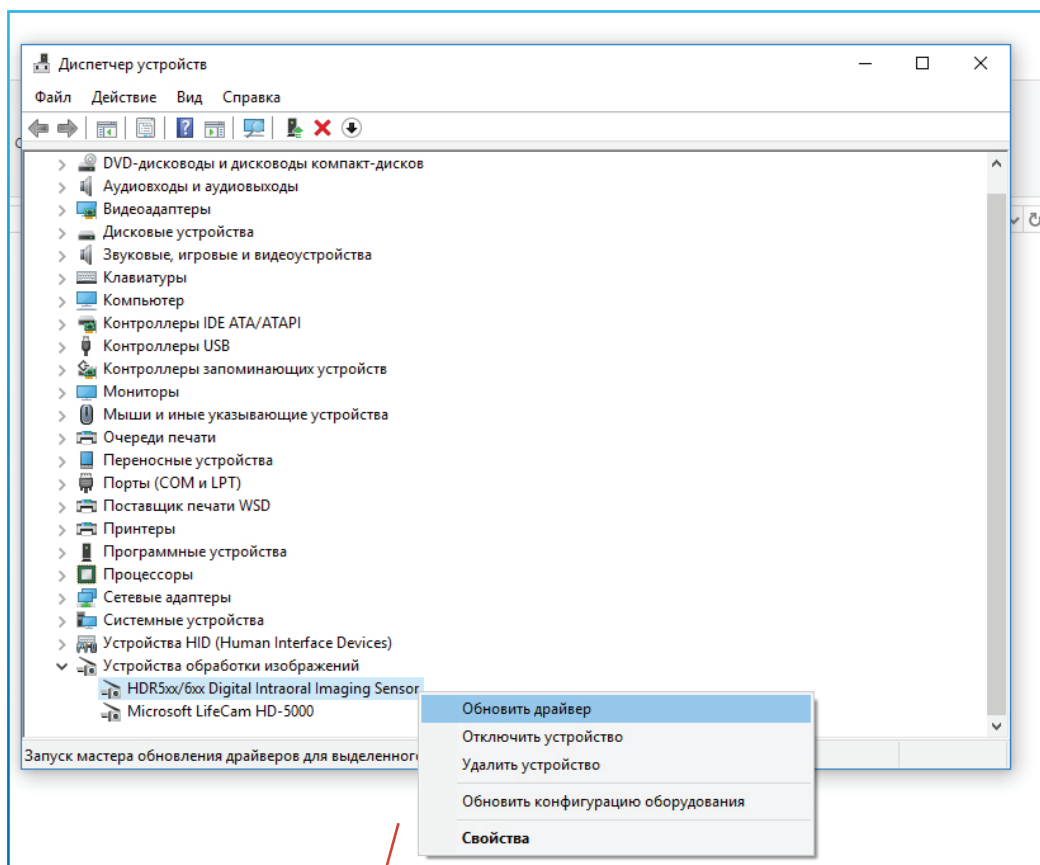 Диспетчер устройств
Файл Действие Вид Справка
DVD-дисководы и дисководы компакт-дисков
Аудиовходы и аудиовыходы
Видеоадаптеры
Дисковые устройства
Звуковые, игровые и видеоустройства
Клавиатуры
Компьютер
Контроллеры IDE ATA/ATAPI
Контроллеры USB
Контроллеры запоминающих устройств
Мониторы
Мыши и иные указывающие устройства
Очереди печати
Переносные устройства
Порты (COM и LPT)
Поставщик печати WSD
Принтеры
Программные устройства
Процессоры
Сетевые адаптеры
Системные устройства
Устройства HID (Human Interface Devices)
Устройства обработки изображений
HDR5xx/6xx Digital Intraoral Imaging Sensor
Microsoft LifeCam HD-5000
Обновить драйвер
Отключить устройство
Удалить устройство
Обновить конфигурацию оборудования
Свойства
Запуск мастера обновления драйверов для выделенног